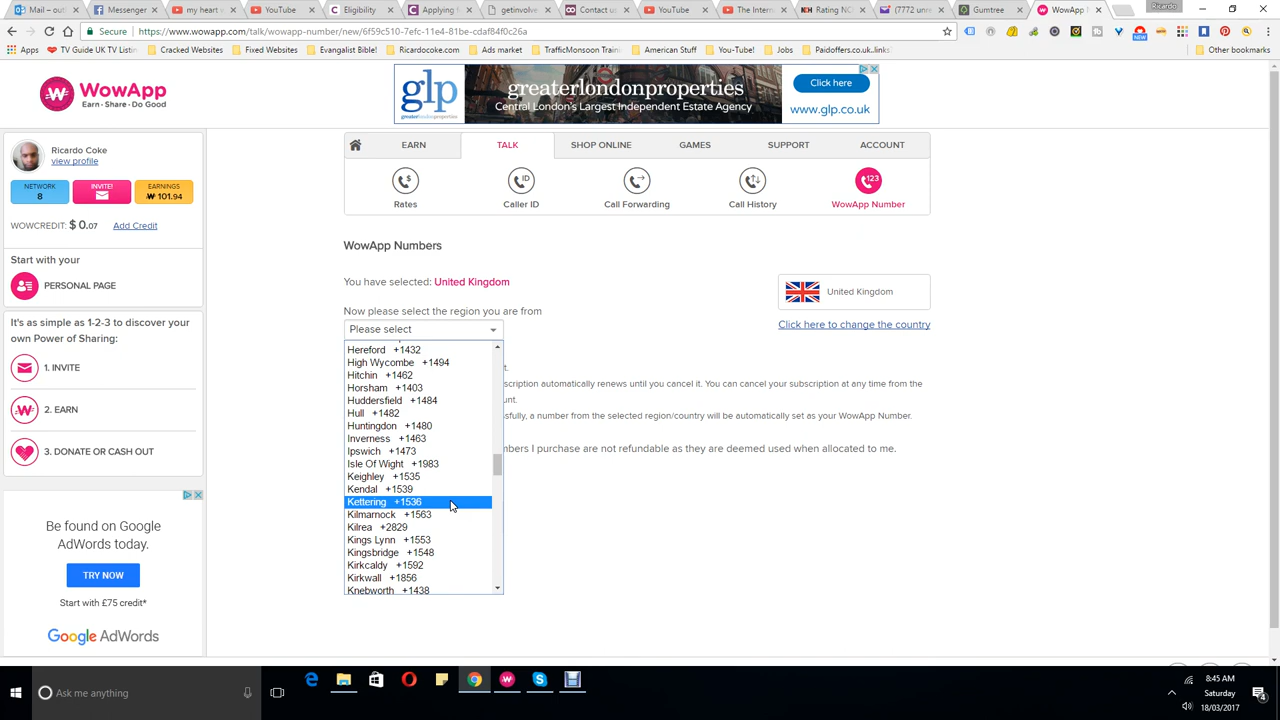 Mail – out
Messenger
my heart
YouTube
Eligibility
Applying f
getinvolve
Contact us
YouTube
The Intern
Rating NO
(7772 unre
Gumtree
WowApp
Ricardo
Secure https://www.wowapp.com/talk/wowapp-number/new/6f59c510-7efc-11e4-81be-cdaf84f0c26a
Apps TV Guide UK TV Listin Cracked Websites Fixed Websites Evangalist Bible! Ricardocoke.com Ads market TrafficMonsoon Train American Stuff You-Tube! Jobs Paidoffers.co.uk..links Other bookmarks
WowApp
Earn • Share • Do Good
glp
greaterlondonproperties
greaterlondonproperties
Central London's Largest Independent Estate Agency
Click here
www.glp.co.uk
Ricardo Coke
view profile
NETWORK
8
INVITE!
EARNINGS
101.94
WOWCREDIT: $ 0.07 Add Credit
Start with your
PERSONAL PAGE
It's as simple as 1-2-3 to discover your
own Power of Sharing:
1. INVITE
2. EARN
3. DONATE OR CASH OUT
Be found on Google
AdWords today.
TRY NOW
Start with £75 credit*
Google AdWords
EARN TALK SHOP ONLINE GAMES SUPPORT ACCOUNT
$ ID 123
Rates Caller ID Call Forwarding Call History WowApp Number
WowApp Numbers
You have selected: United Kingdom
United Kingdom
Now please select the region you are from
Click here to change the country
Please select
Hereford +1432
High Wycombe +1494
Hitchin +1462
Horsham +1403
Huddersfield +1484
Hull +1482
Huntingdon +1480
Inverness +1463
Ipswich +1473
Isle Of Wight +1983
Keighley +1535
Kendal +1539
Kettering +1536
Kilmarnock +1563
Kilrea +2829
Kings Lynn +1553
Kingsbridge +1548
Kirkcaldy +1592
Kirkwall +1856
Knebworth +1438
t.
scription automatically renews until you cancel it. You can cancel your subscription at any time from the
unt.
ssfully, a number from the selected region/country will be automatically set as your WowApp Number.
mbers I purchase are not refundable as they are deemed used when allocated to me.
Ask me anything
8:45 AM
Saturday
18/03/2017
4